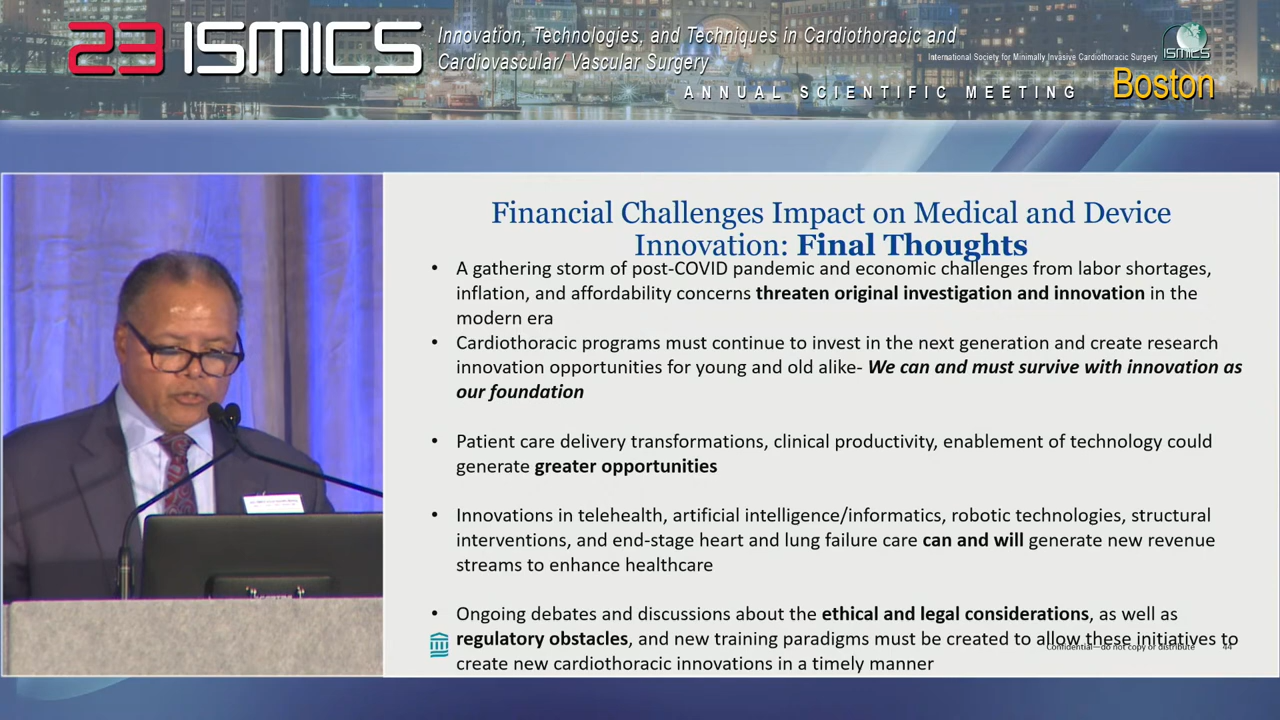 23 ISMICS
Innovation, Technologies, and Techniques in Cardiothoracic and
Cardiovascular/ Vascular Surgery
International Society for Minimally Invasive Cardiothoracic Surgery
ISMICS
ANNUAL SCIENTIFIC MEETING
Boston
Financial Challenges Impact on Medical and Device
Innovation: Final Thoughts
• A gathering storm of post-COVID pandemic and economic challenges from labor shortages,
inflation, and affordability concerns threaten original investigation and innovation in the
modern era
• Cardiothoracic programs must continue to invest in the next generation and create research
innovation opportunities for young and old alike- We can and must survive with innovation as
our foundation
• Patient care delivery transformations, clinical productivity, enablement of technology could
generate greater opportunities
• Innovations in telehealth, artificial intelligence/informatics, robotic technologies, structural
interventions, and end-stage heart and lung failure care can and will generate new revenue
streams to enhance healthcare
• Ongoing debates and discussions about the ethical and legal considerations, as well as
regulatory obstacles, and new training paradigms must be created to allow these initiatives to
create new cardiothoracic innovations in a timely manner
Confidential—do not copy or distribute 44